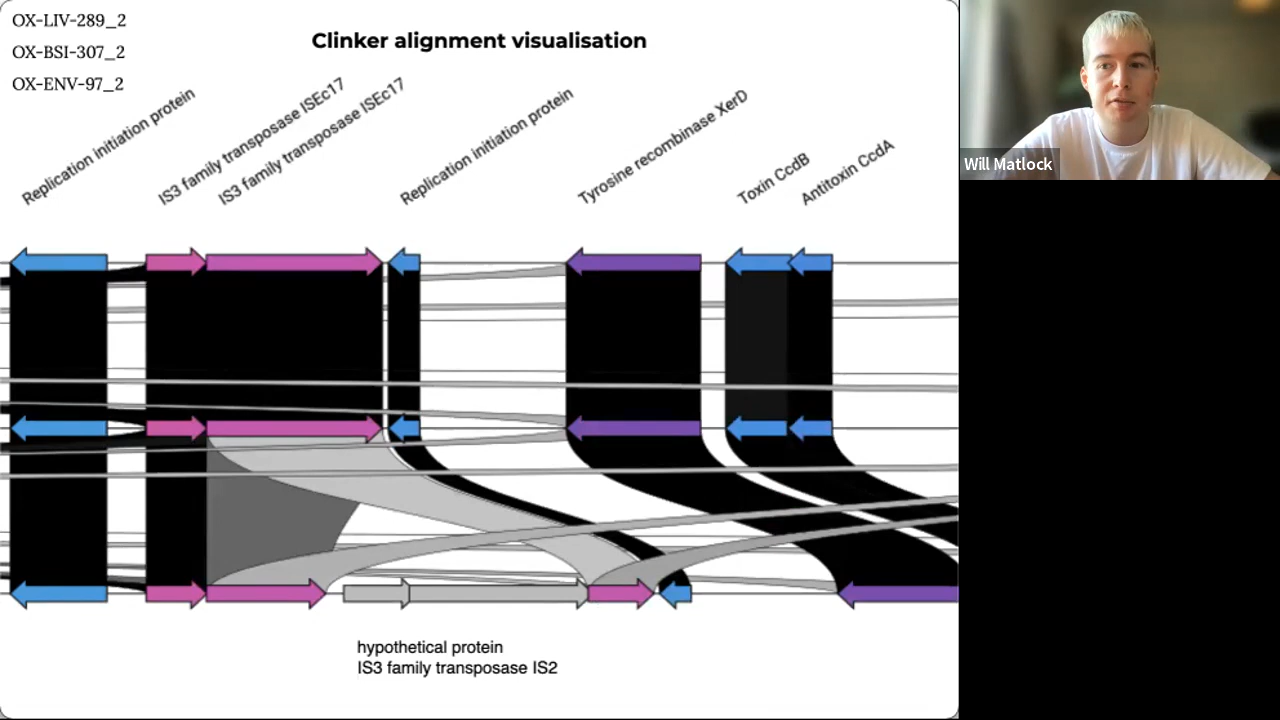 OX-LIV-289_2
OX-BSI-307_2
OX-ENV-97_2
Clinker alignment visualisation
Replication initiation protein
IS3 family transposase ISEc17
IS3 family transposase ISEc17
Replication initiation protein
Tyrosine recombinase XerD
Toxin CcdB
Antitoxin CcdA
hypothetical protein
IS3 family transposase IS2
Will Matlock